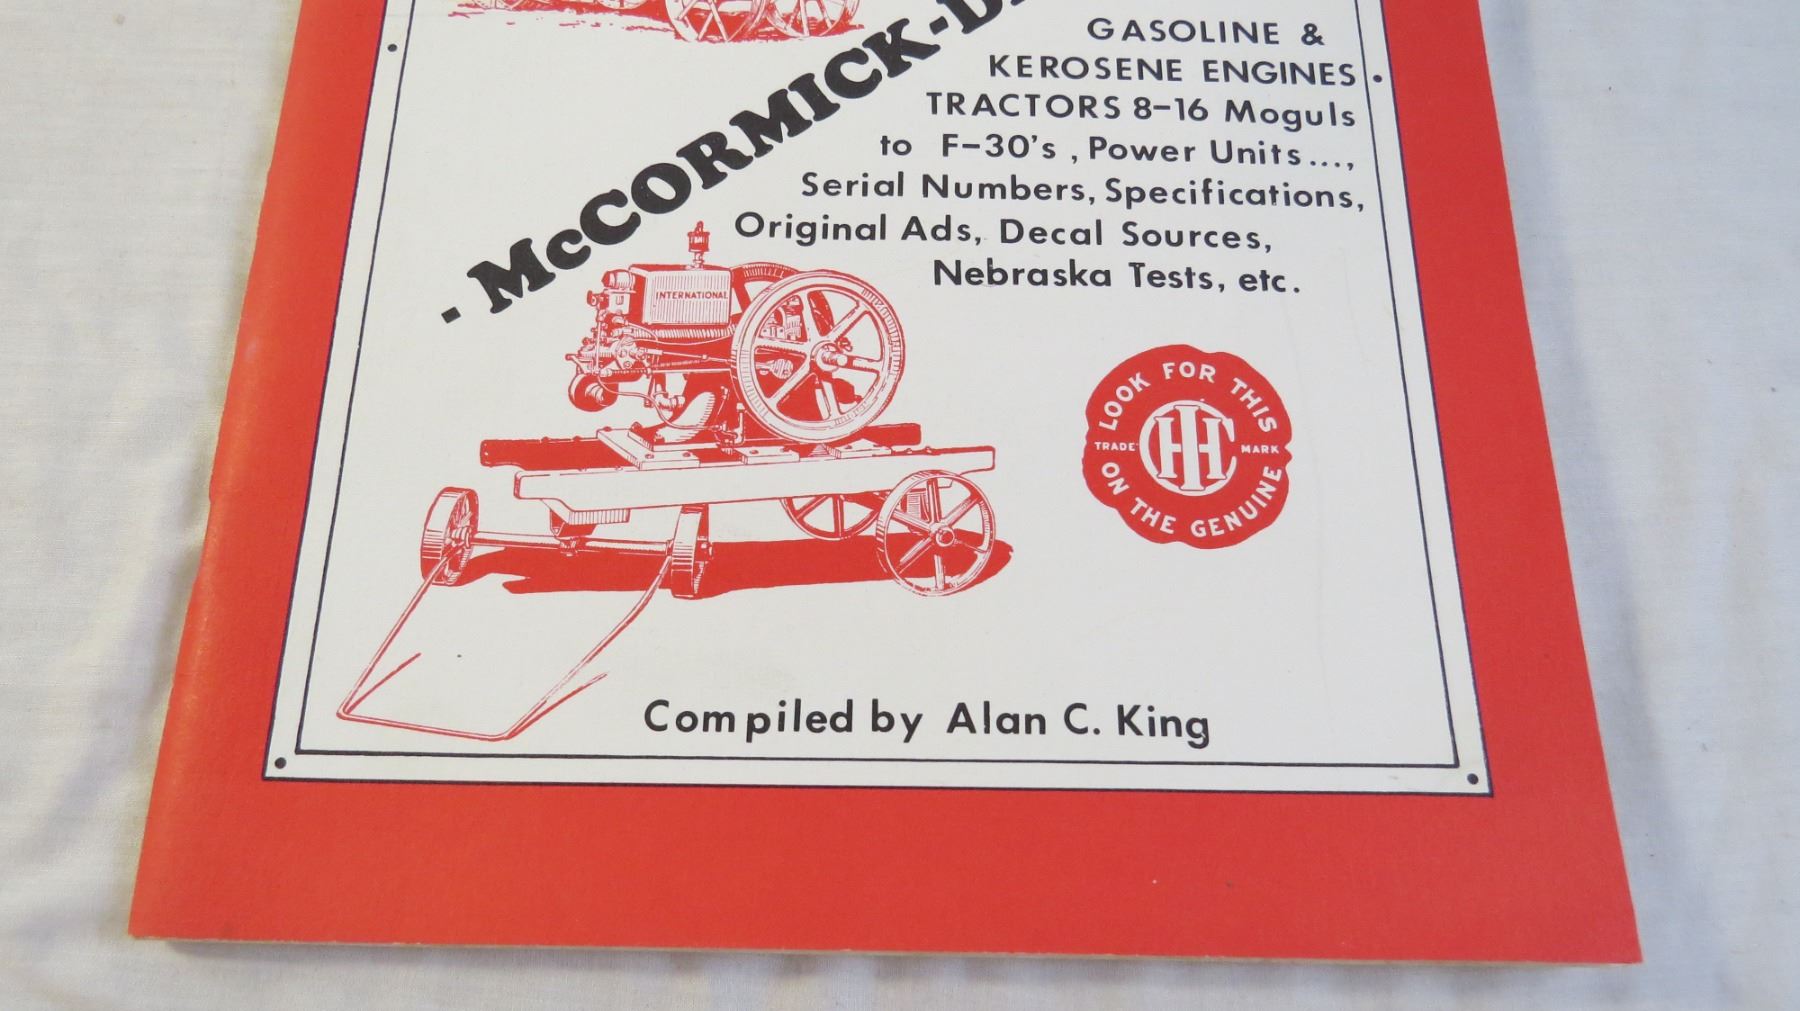 GASOLINE &
KEROSENE ENGINES
TRACTORS 8-16 Moguls
to F-30's, Power Units...,
Serial Numbers, Specifications,
Original Ads, Decal Sources,
Nebraska Tests, etc.
· McCORMICK-D
INTERNATIONAL
LOOK FOR THIS
TRADE IHC MARK
ON THE GENUINE
Compiled by Alan C. King